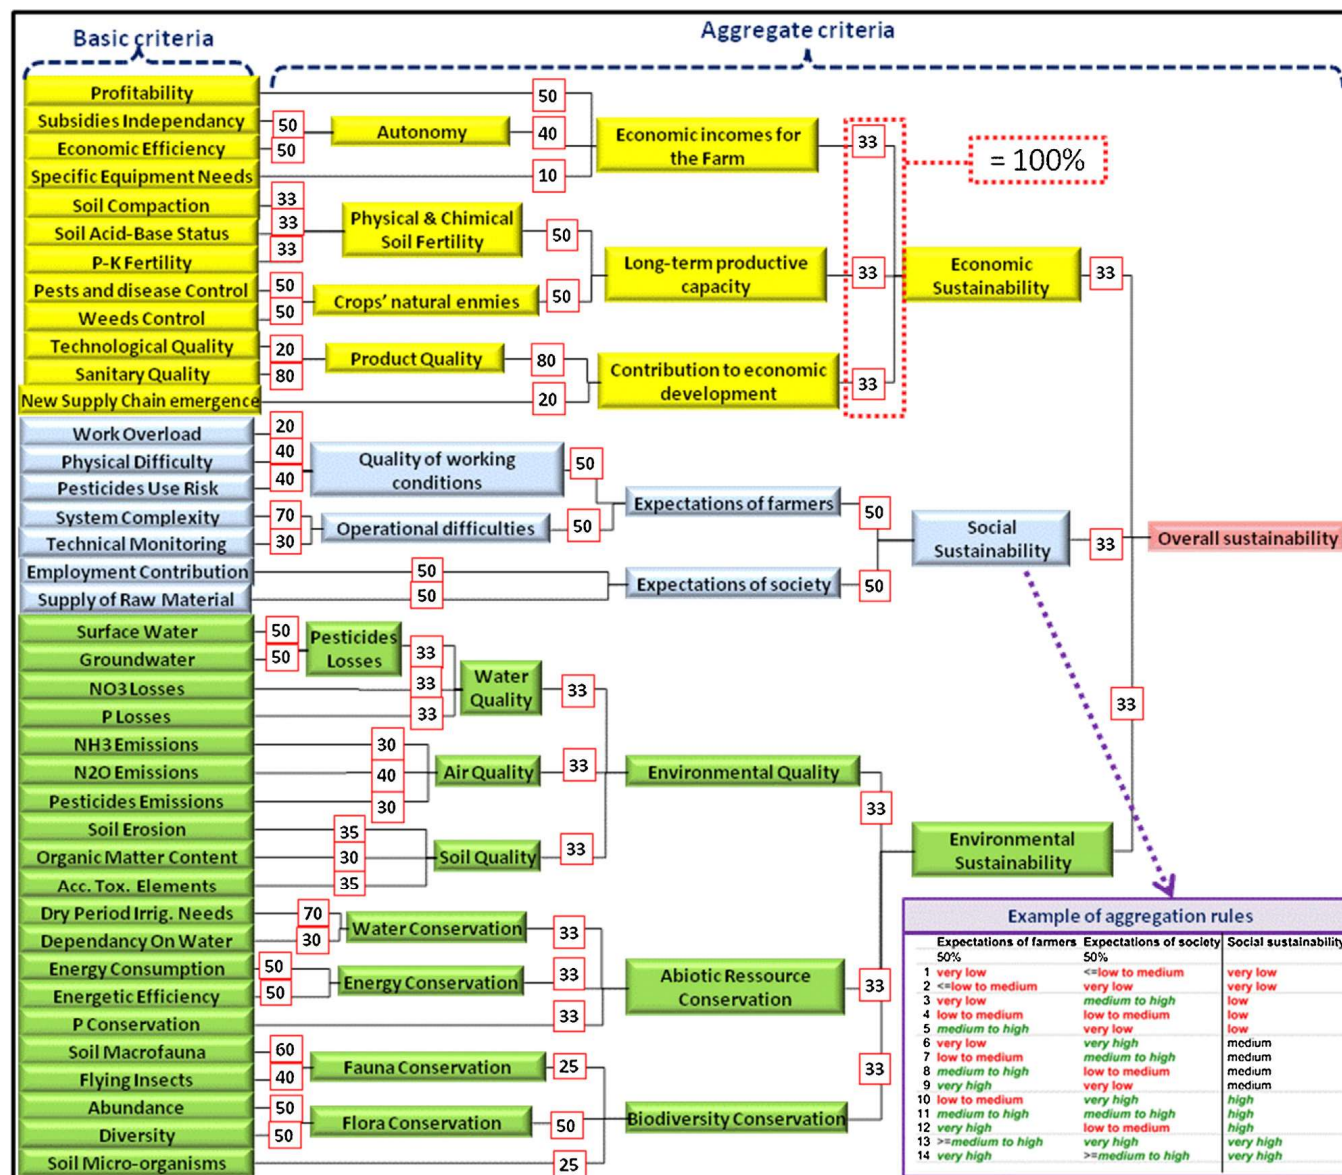 Basic criteria
Aggregate criteria
Profitability
50
Subsidies Independancy
50
Autonomy
40
Economic incomes for
the Farm
33
= 100%
Economic Efficiency
50
Specific Equipment Needs
10
Soil Compaction
33
Physical & Chimical
Soil Fertility
50
Soil Acid-Base Status
33
P-K Fertility
33
Long-term productive
capacity
33
Economic
Sustainability
33
Pests and disease Control
50
Crops' natural enmies
50
Weeds Control
50
Technological Quality
20
Product Quality
80
Contribution to economic
development
33
Sanitary Quality
80
New Supply Chain emergence
20
Work Overload
20
Physical Difficulty
40
Quality of working
conditions
50
Pesticides Use Risk
40
Expectations of farmers
50
System Complexity
70
Operational difficulties
50
Technical Monitoring
30
Social
Sustainability
33
Overall sustainability
Employment Contribution
50
Expectations of society
50
Supply of Raw Material
50
Surface Water
50
Pesticides
Losses
33
Groundwater
50
NO3 Losses
33
Water
Quality
33
P Losses
33
33
NH3 Emissions
30
N2O Emissions
40
Air Quality
33
Environmental Quality
33
Pesticides Emissions
30
Soil Erosion
35
Organic Matter Content
30
Soil Quality
33
Environmental
Sustainability
Acc. Tox. Elements
35
Dry Period Irrig. Needs
70
Water Conservation
33
Dependancy On Water
30
Energy Consumption
50
Energy Conservation
33
Abiotic Ressource
Conservation
33
Energetic Efficiency
50
P Conservation
33
Soil Macrofauna
60
Fauna Conservation
25
33
Flying Insects
40
Abundance
50
Flora Conservation
50
Biodiversity Conservation
Diversity
50
Soil Micro-organisms
25
Example of aggregation rules
Expectations of farmers Expectations of society Social sustainability
50% 50%
1 very low <=low to medium very low
2 <=low to medium very low very low
3 very low medium to high low
4 low to medium low to medium low
5 medium to high very low low
6 very low very high medium
7 low to medium medium to high medium
8 medium to high low to medium medium
9 very high very low medium
10 low to medium very high high
11 medium to high medium to high high
12 very high low to medium high
13 >=medium to high very high very high
14 very high >=medium to high very high